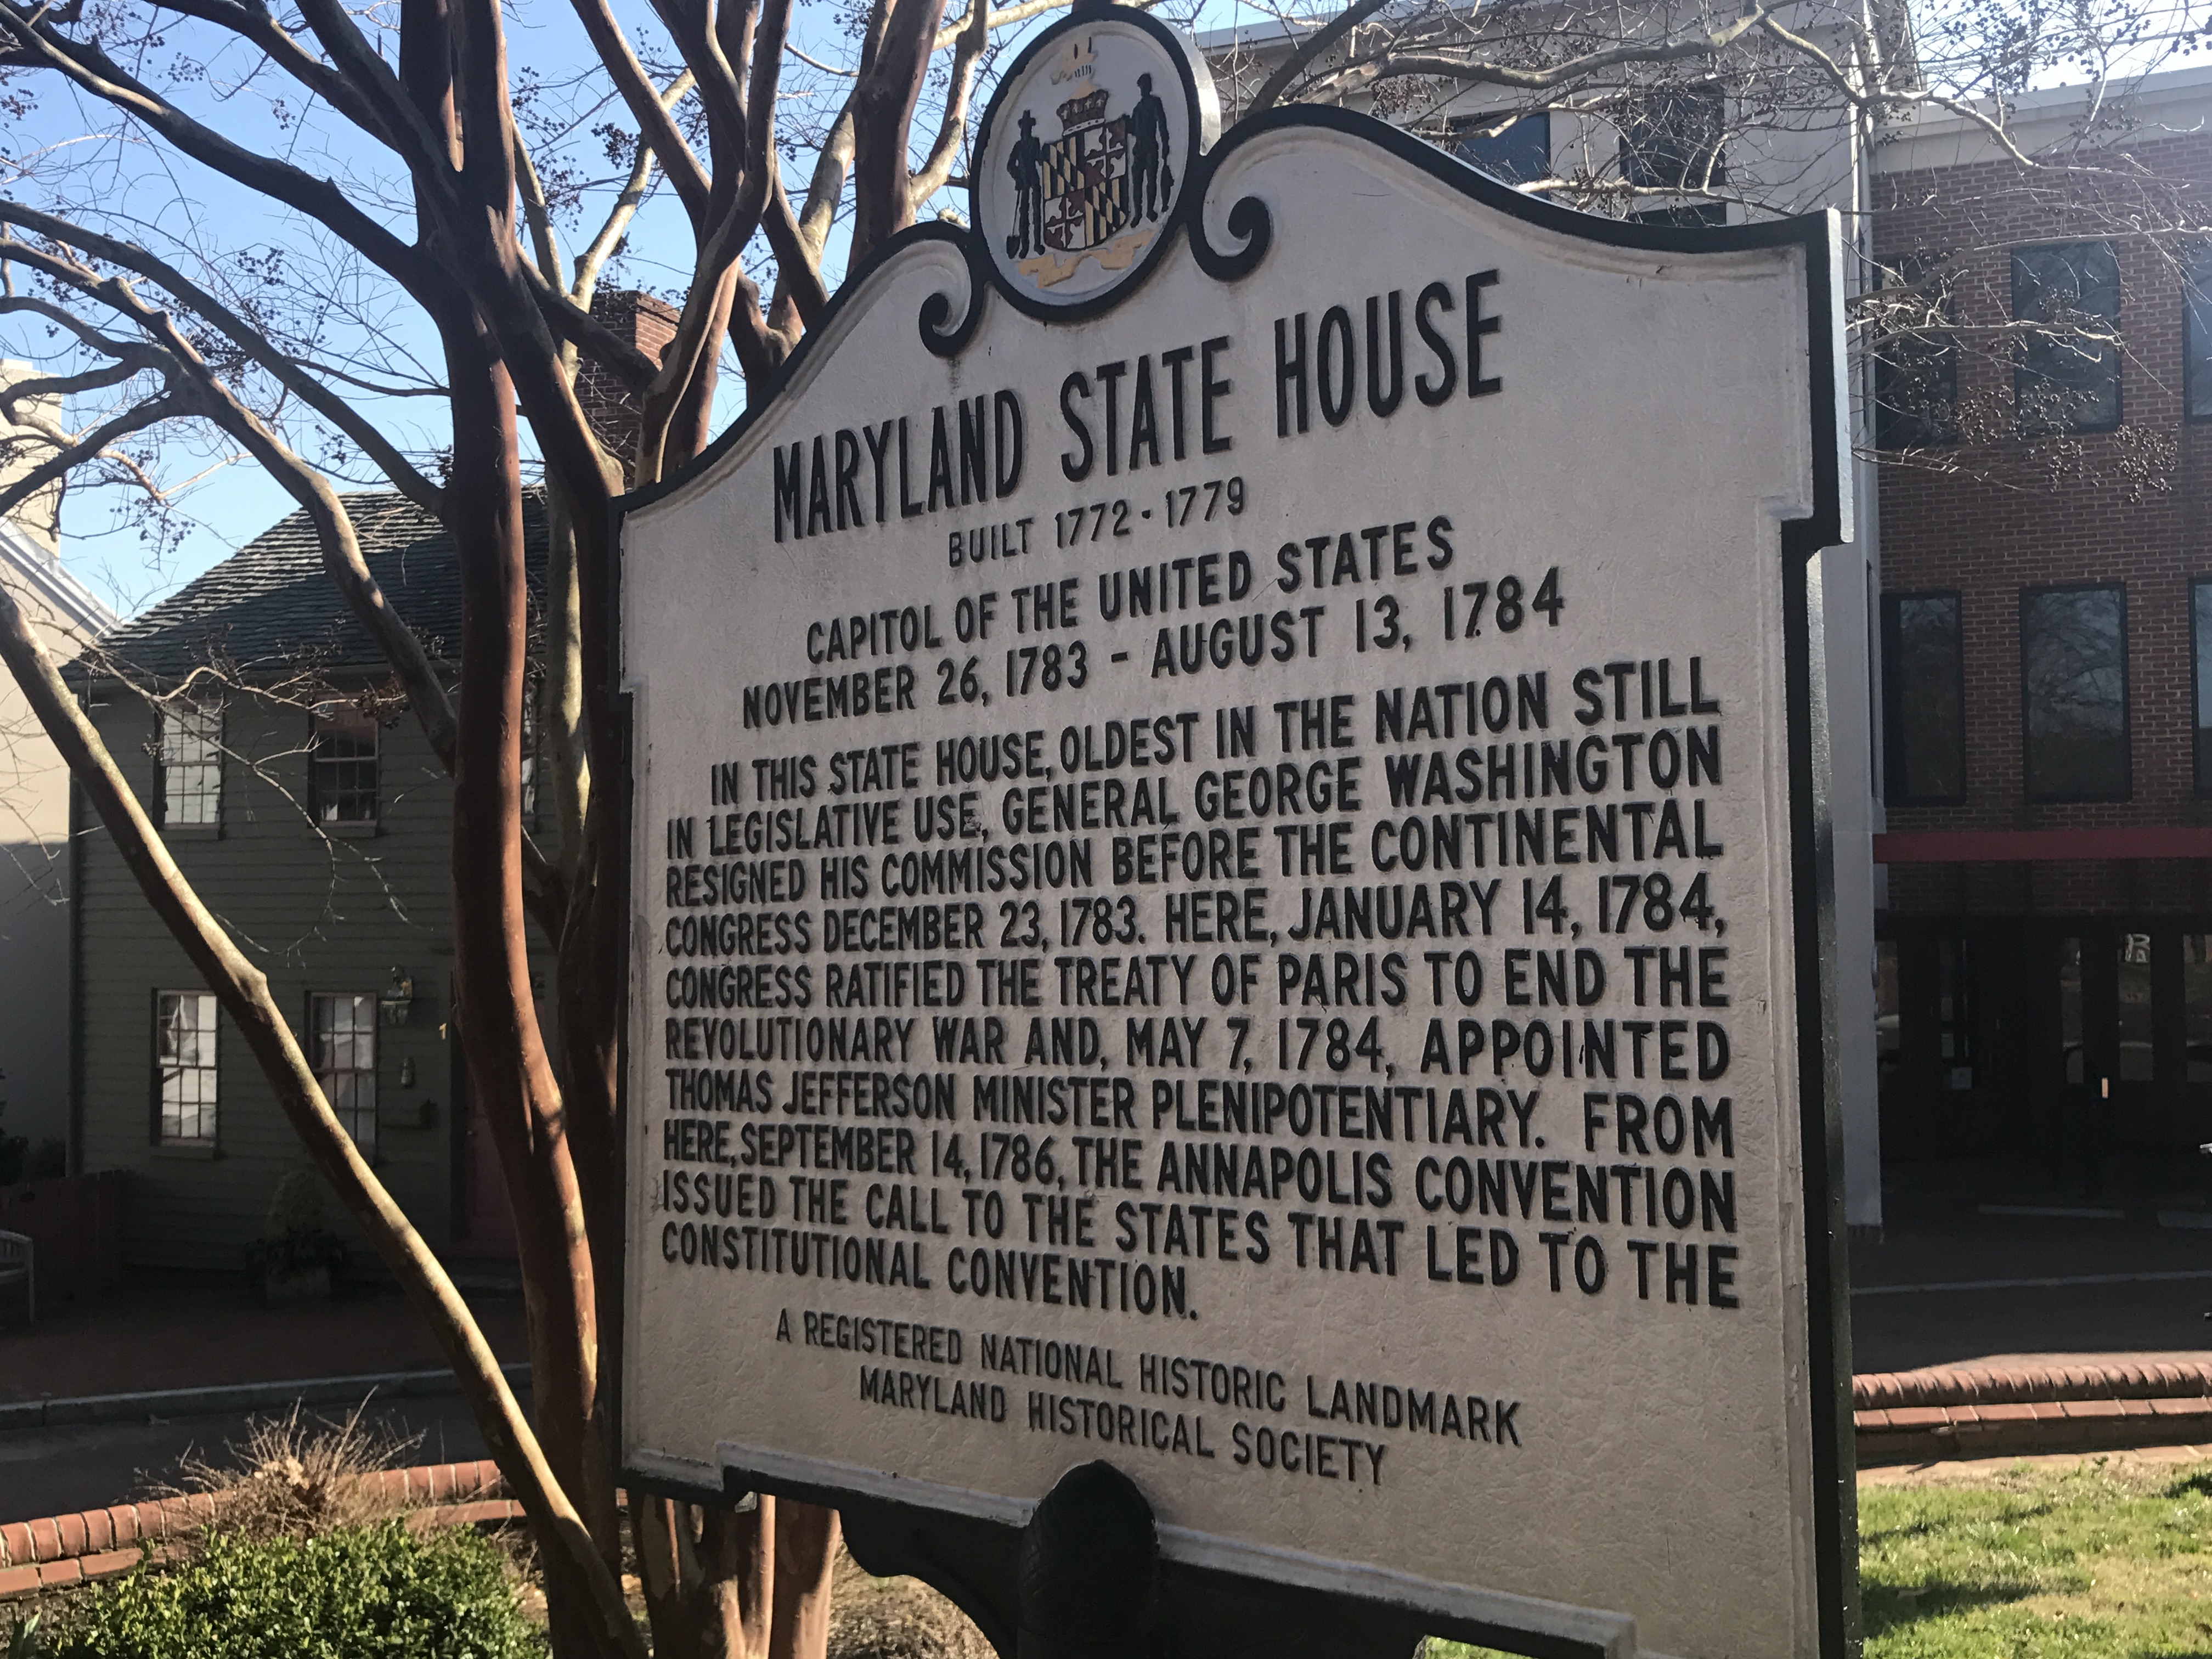 MARYLAND STATE HOUSE
BUILT 1772-1779
CAPITOL OF THE UNITED STATES
NOVEMBER 26, 1783 - AUGUST 13, 1784
IN THIS STATE HOUSE, OLDEST IN THE NATION STILL
IN LEGISLATIVE USE, GENERAL GEORGE WASHINGTON
RESIGNED HIS COMMISSION BEFORE THE CONTINENTAL
CONGRESS DECEMBER 23, 1783. HERE, JANUARY 14, 1784,
CONGRESS RATIFIED THE TREATY OF PARIS TO END THE
REVOLUTIONARY WAR AND, MAY 7, 1784, APPOINTED
THOMAS JEFFERSON MINISTER PLENIPOTENTIARY. FROM
HERE, SEPTEMBER 14, 1786, THE ANNAPOLIS CONVENTION
ISSUED THE CALL TO THE STATES THAT LED TO THE
CONSTITUTIONAL CONVENTION.
A REGISTERED NATIONAL HISTORIC LANDMARK
MARYLAND HISTORICAL SOCIETY